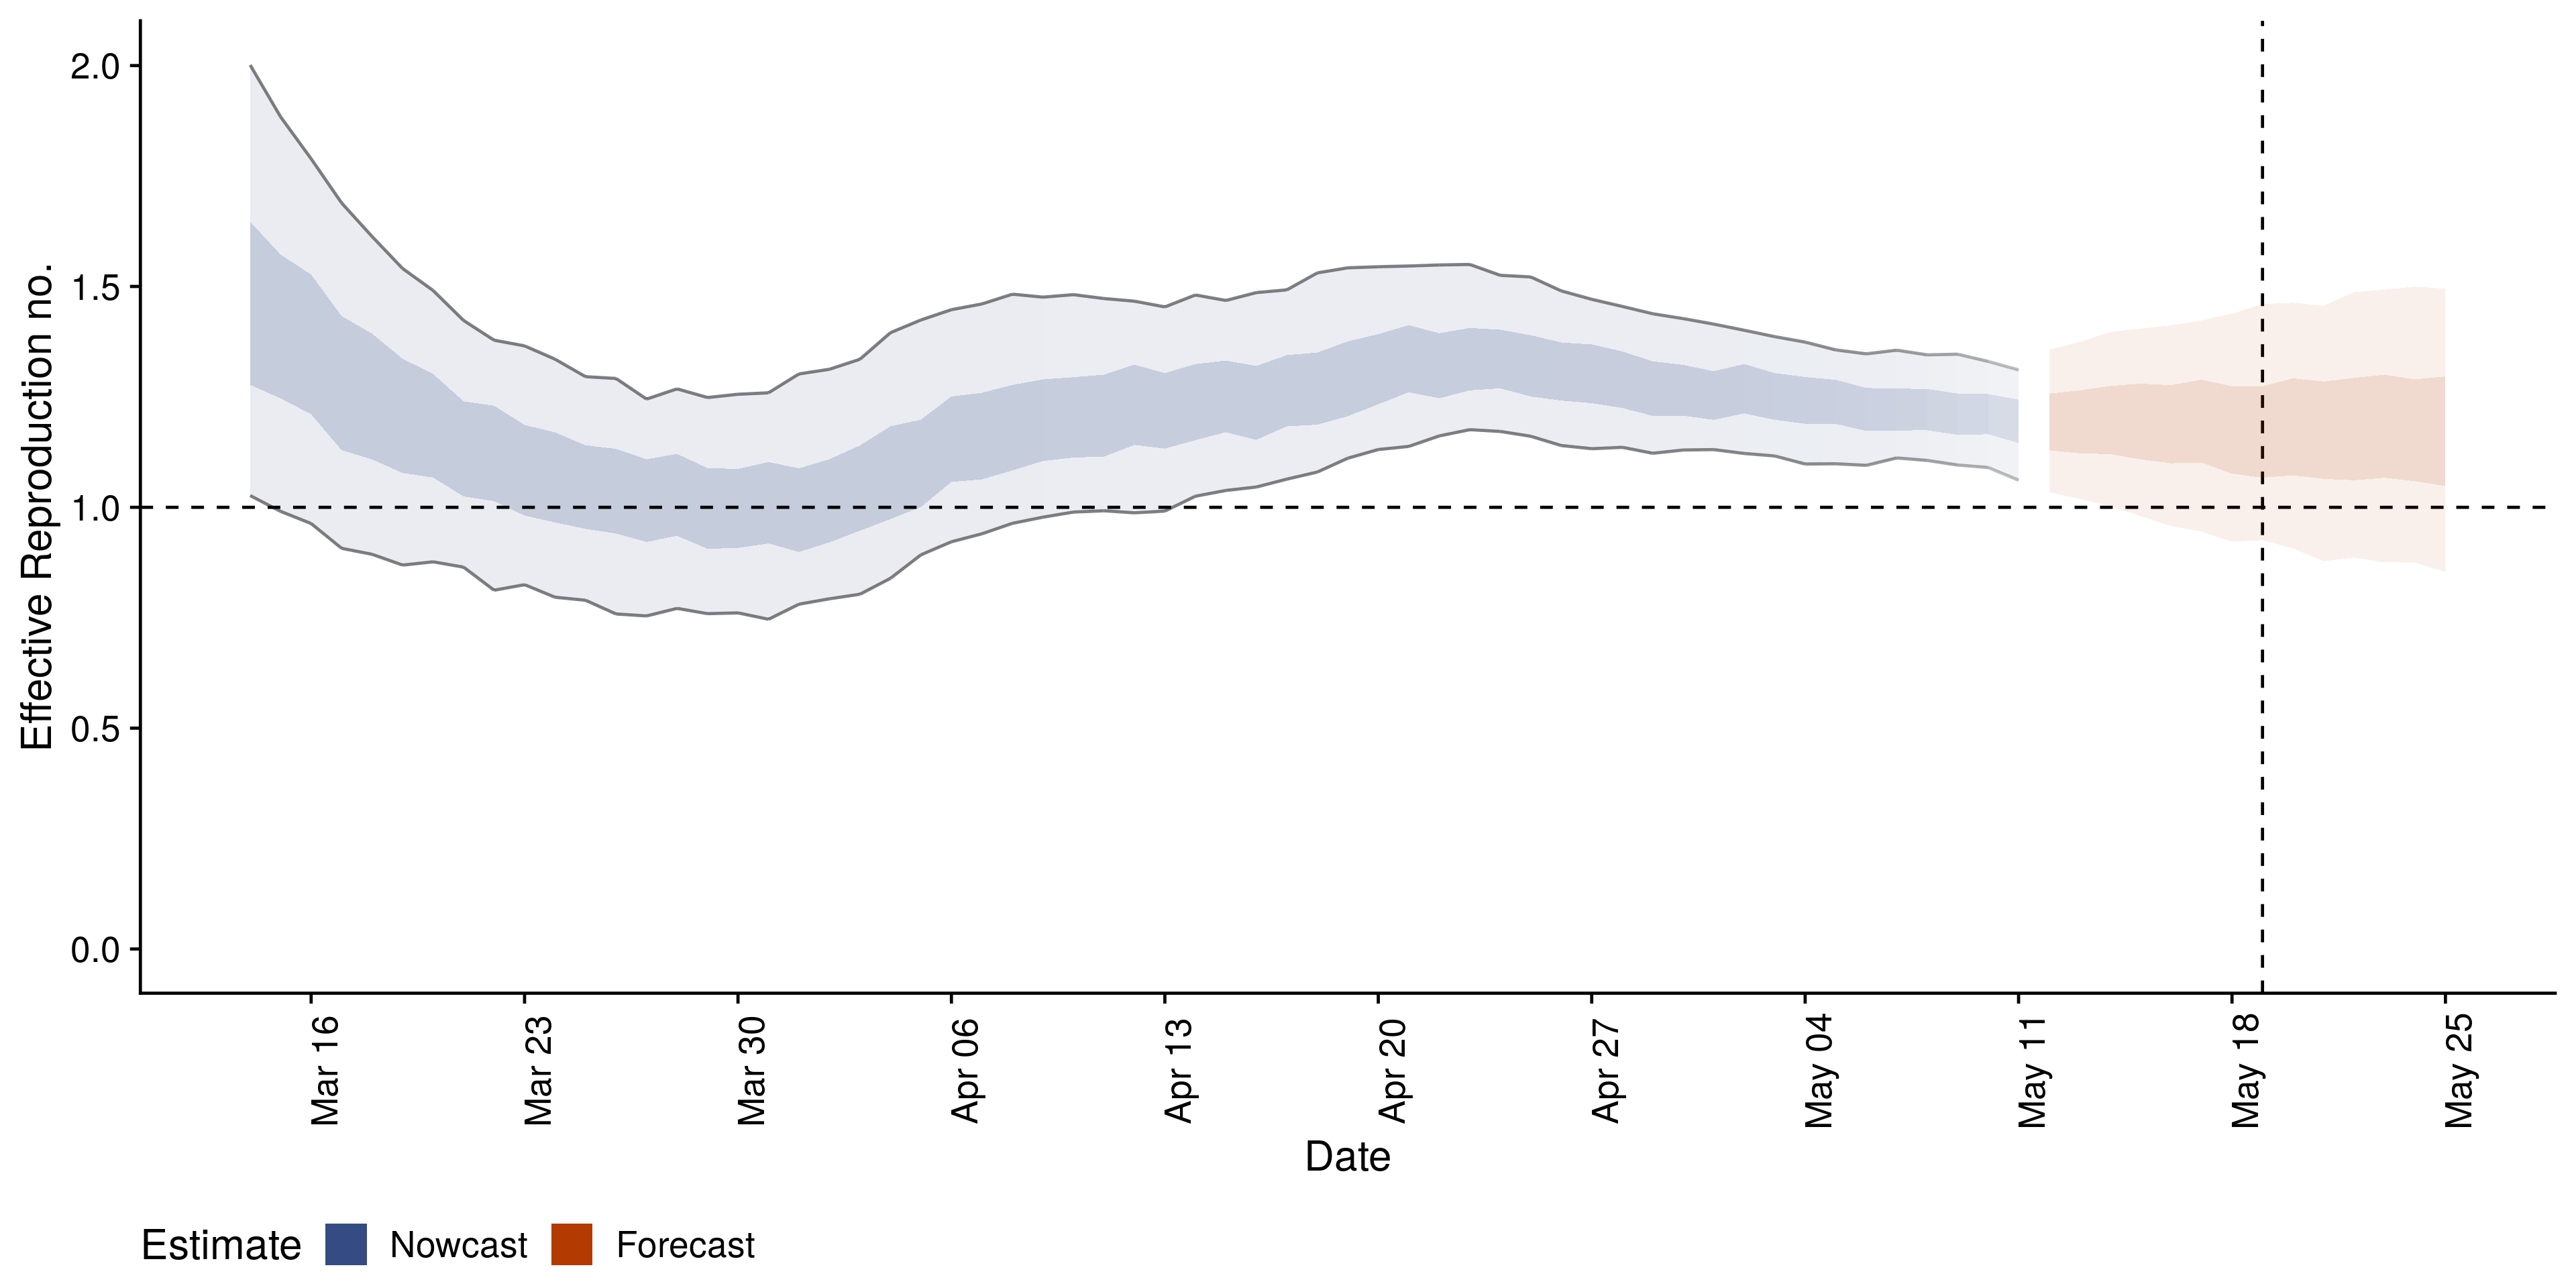 Effective Reproduction no.
2.0
1.5
1.0
0.5
0.0
Mar 16
Mar 23
Mar 30
Apr 06
Apr 13
Apr 20
Apr 27
May 04
May 11
May 18
May 25
Date
Estimate Nowcast Forecast